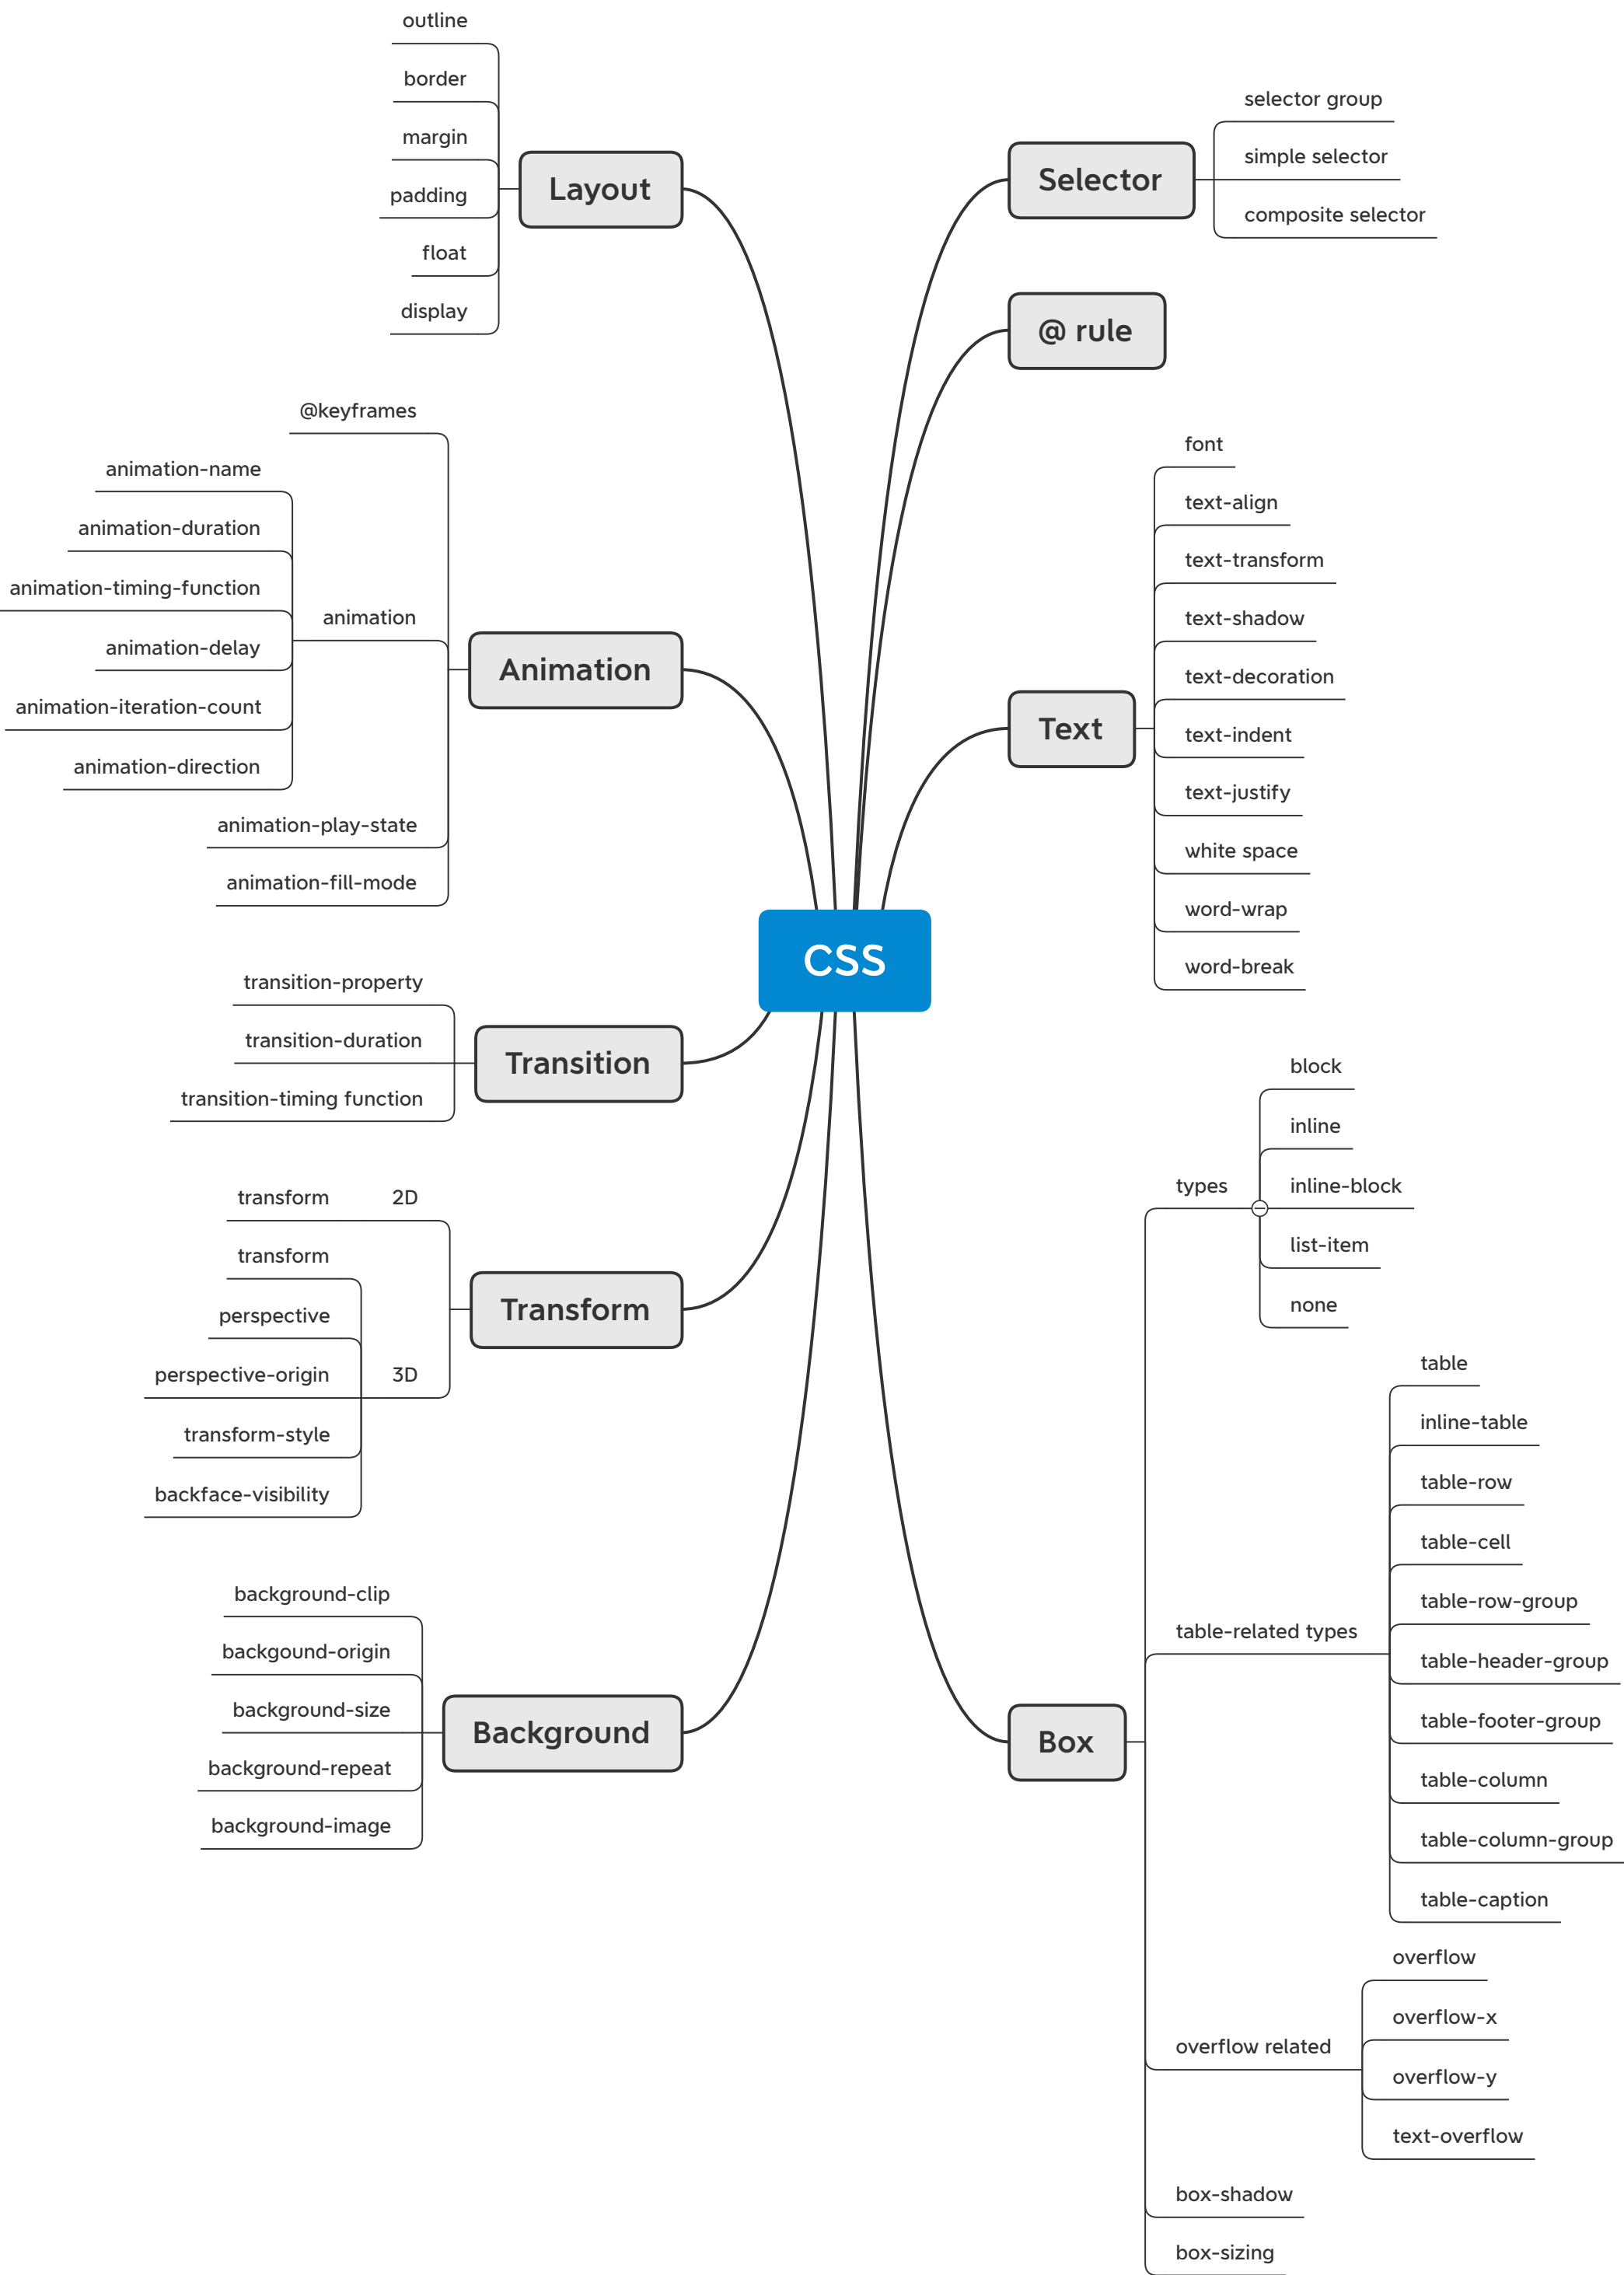 CSS
Layout
outline
border
margin
padding
float
display
Animation
@keyframes
animation
animation-name
animation-duration
animation-timing-function
animation-delay
animation-iteration-count
animation-direction
animation-play-state
animation-fill-mode
Transition
transition-property
transition-duration
transition-timing function
Transform
2D
transform
3D
transform
perspective
perspective-origin
transform-style
backface-visibility
Background
background-clip
backgound-origin
background-size
background-repeat
background-image
Selector
selector group
simple selector
composite selector
@ rule
Text
font
text-align
text-transform
text-shadow
text-decoration
text-indent
text-justify
white space
word-wrap
word-break
Box
types
block
inline
inline-block
list-item
none
table-related types
table
inline-table
table-row
table-cell
table-row-group
table-header-group
table-footer-group
table-column
table-column-group
table-caption
overflow related
overflow
overflow-x
overflow-y
text-overflow
box-shadow
box-sizing